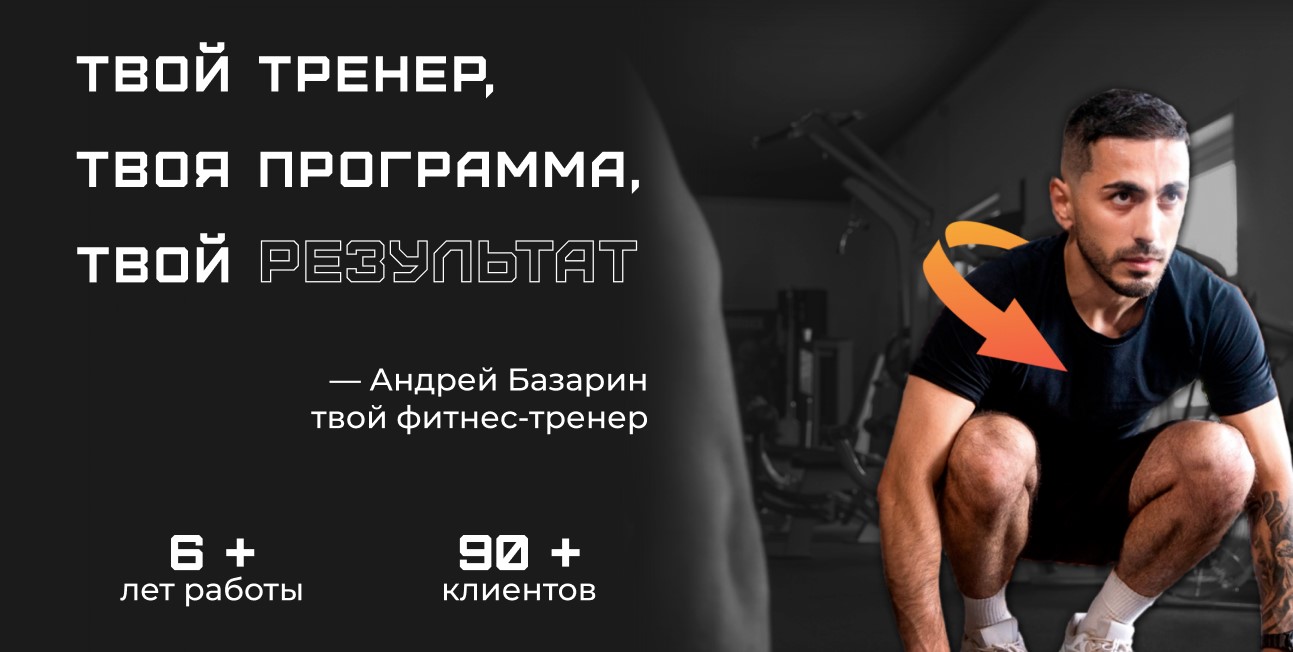 ТВОЙ ТРЕНЕР,
ТВОЯ ПРОГРАММА,
ТВОЙ РЕЗУЛЬТАТ
— Андрей Базарин
твой фитнес-тренер
6 +
лет работы
90 +
клиентов